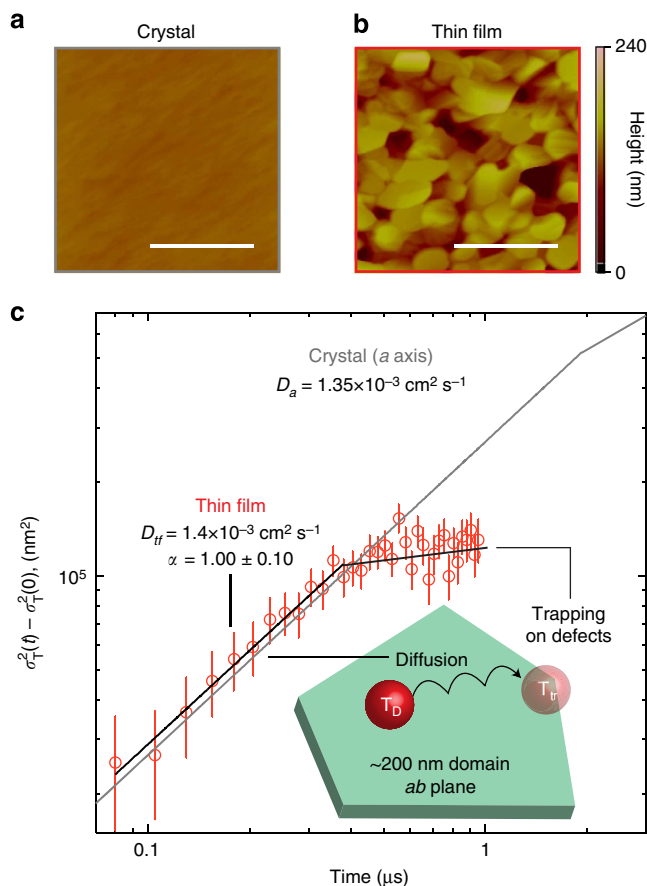 a
Crystal
b
Thin film
240
Height (nm)
0
c
Crystal (a axis)
Dₐ = 1.35×10⁻³ cm² s⁻¹
Thin film
D_tf = 1.4×10⁻³ cm² s⁻¹
α = 1.00 ± 0.10
10⁵
σ²_T(t) − σ²_T(0), (nm²)
Trapping
on defects
Diffusion
T_D
T_tr
~200 nm domain
ab plane
0.1
1
Time (μs)